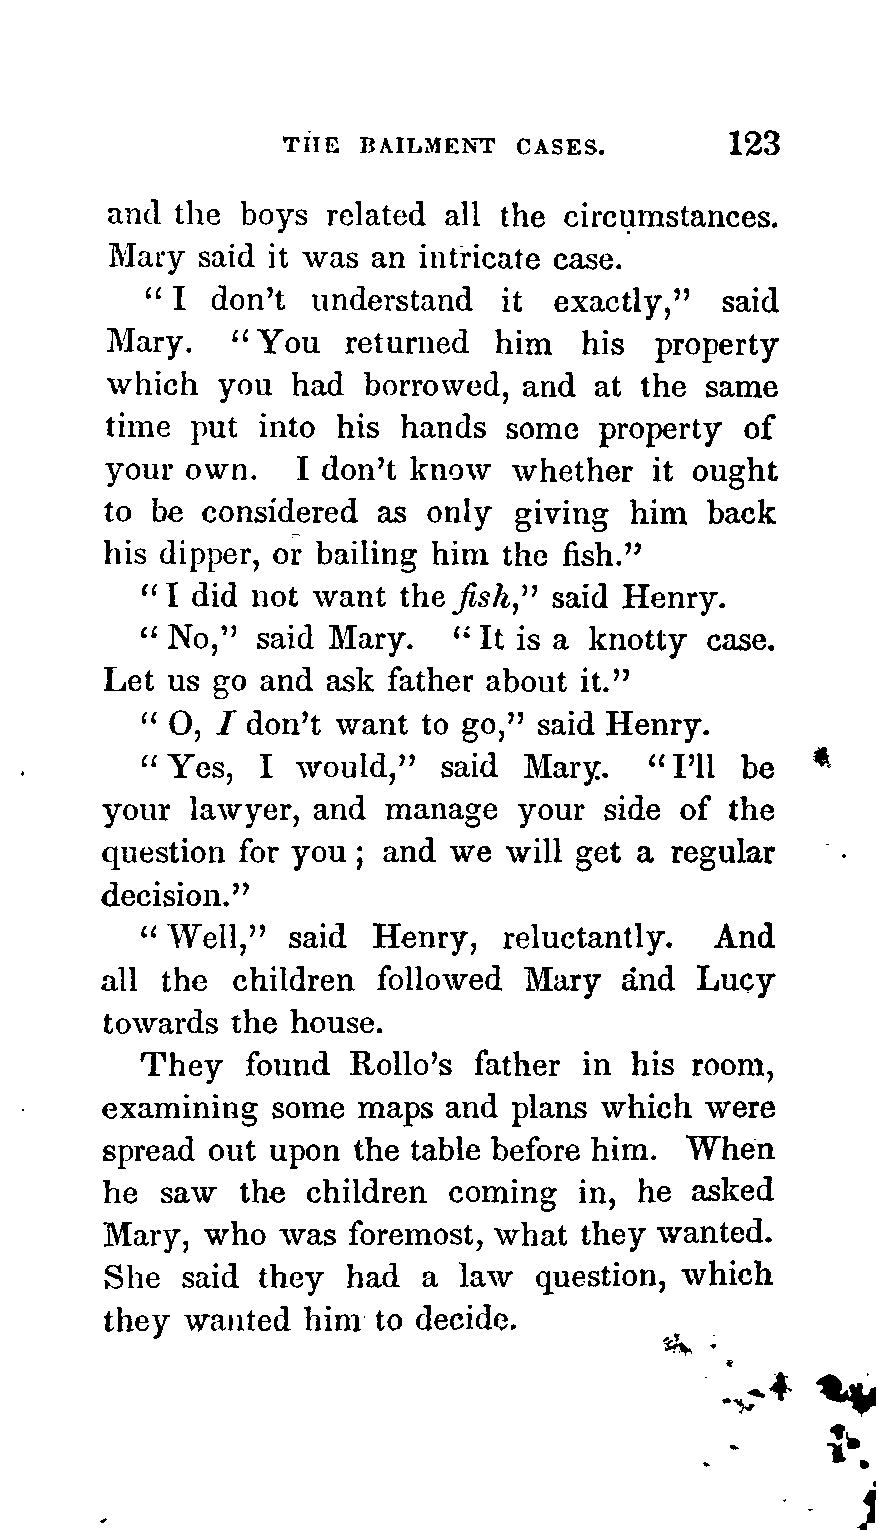 THE BAILMENT CASES. 123
and the boys related all the circumstances.
Mary said it was an intricate case.
“I don’t understand it exactly,” said
Mary. “You returned him his property
which you had borrowed, and at the same
time put into his hands some property of
your own. I don’t know whether it ought
to be considered as only giving him back
his dipper, or bailing him the fish.”
“I did not want the fish,” said Henry.
“No,” said Mary. “It is a knotty case.
Let us go and ask father about it.”
“O, I don’t want to go,” said Henry.
“Yes, I would,” said Mary. “I’ll be
your lawyer, and manage your side of the
question for you; and we will get a regular
decision.”
“Well,” said Henry, reluctantly. And
all the children followed Mary and Lucy
towards the house.
They found Rollo’s father in his room,
examining some maps and plans which were
spread out upon the table before him. When
he saw the children coming in, he asked
Mary, who was foremost, what they wanted.
She said they had a law question, which
they wanted him to decide.